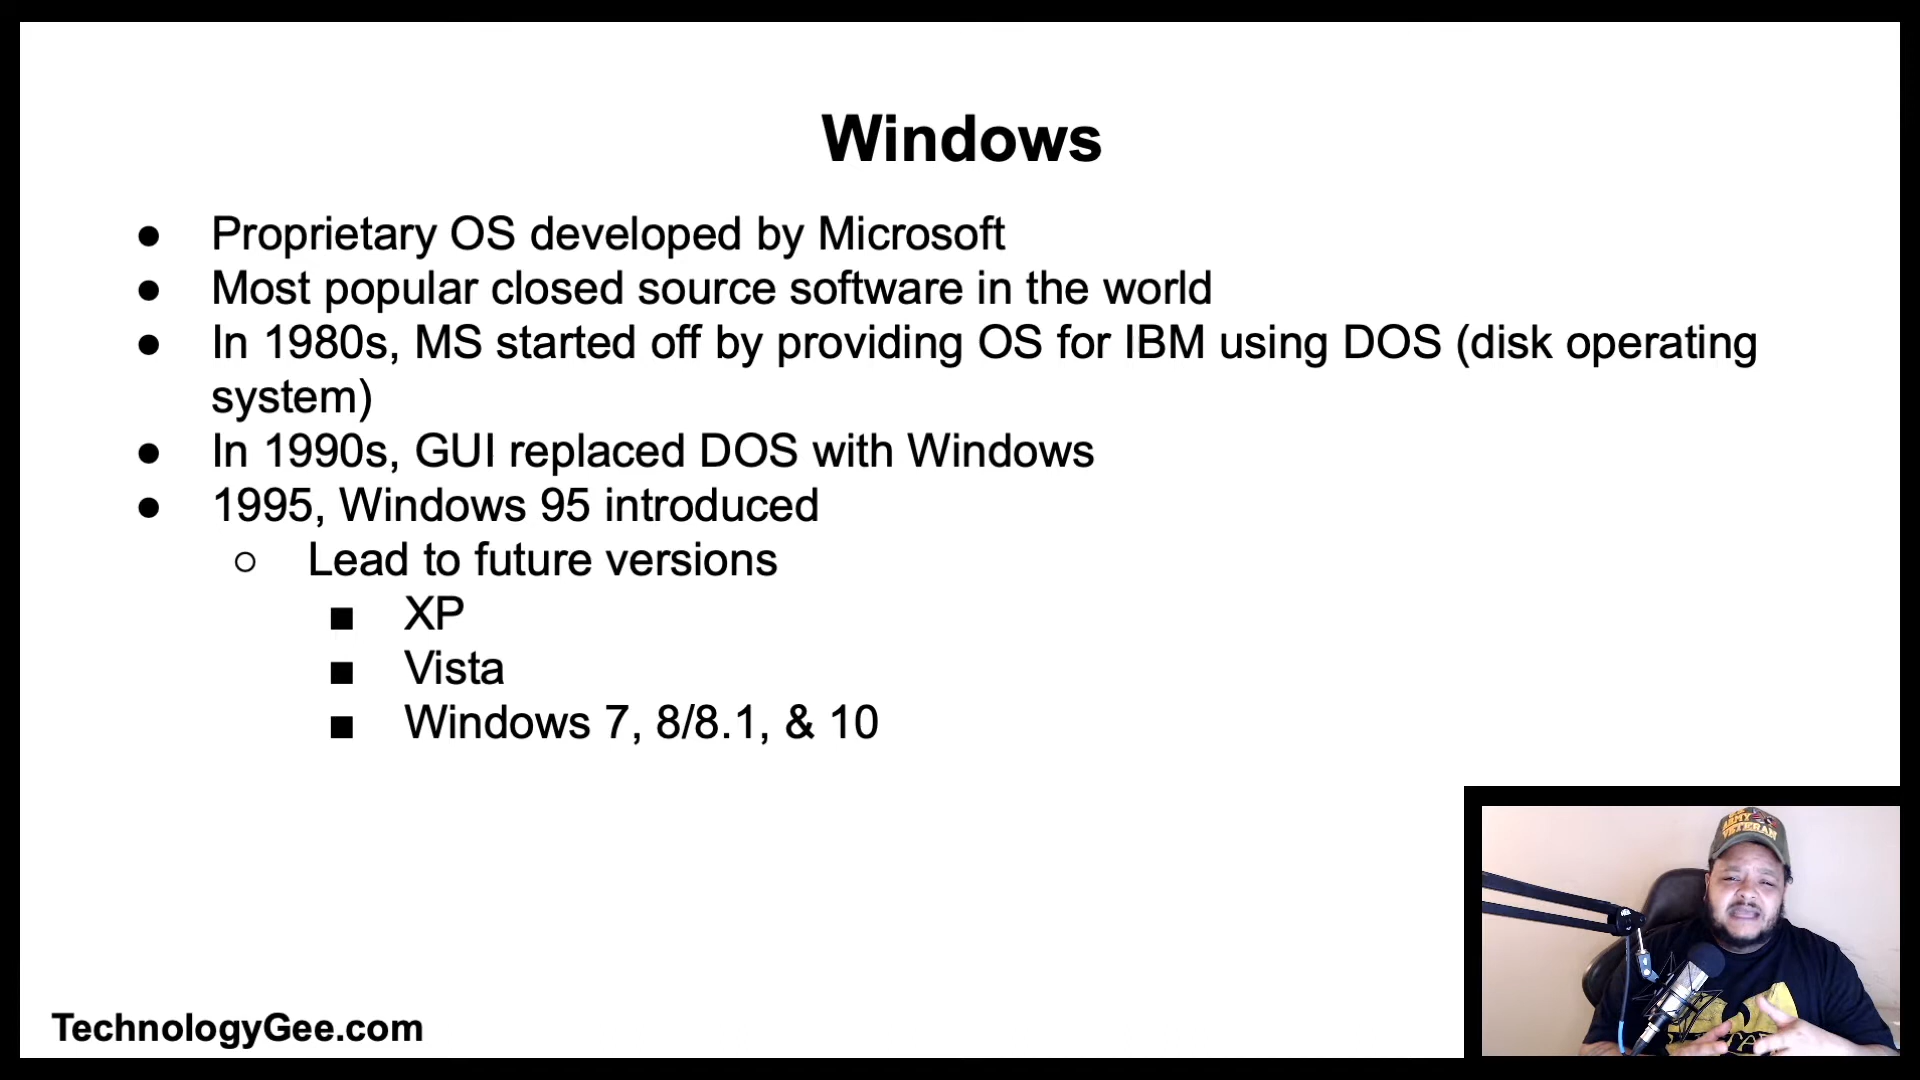 Windows
● Proprietary OS developed by Microsoft
● Most popular closed source software in the world
● In 1980s, MS started off by providing OS for IBM using DOS (disk operating
system)
● In 1990s, GUI replaced DOS with Windows
● 1995, Windows 95 introduced
○ Lead to future versions
■ XP
■ Vista
■ Windows 7, 8/8.1, & 10
ARMY
VETERAN
TechnologyGee.com